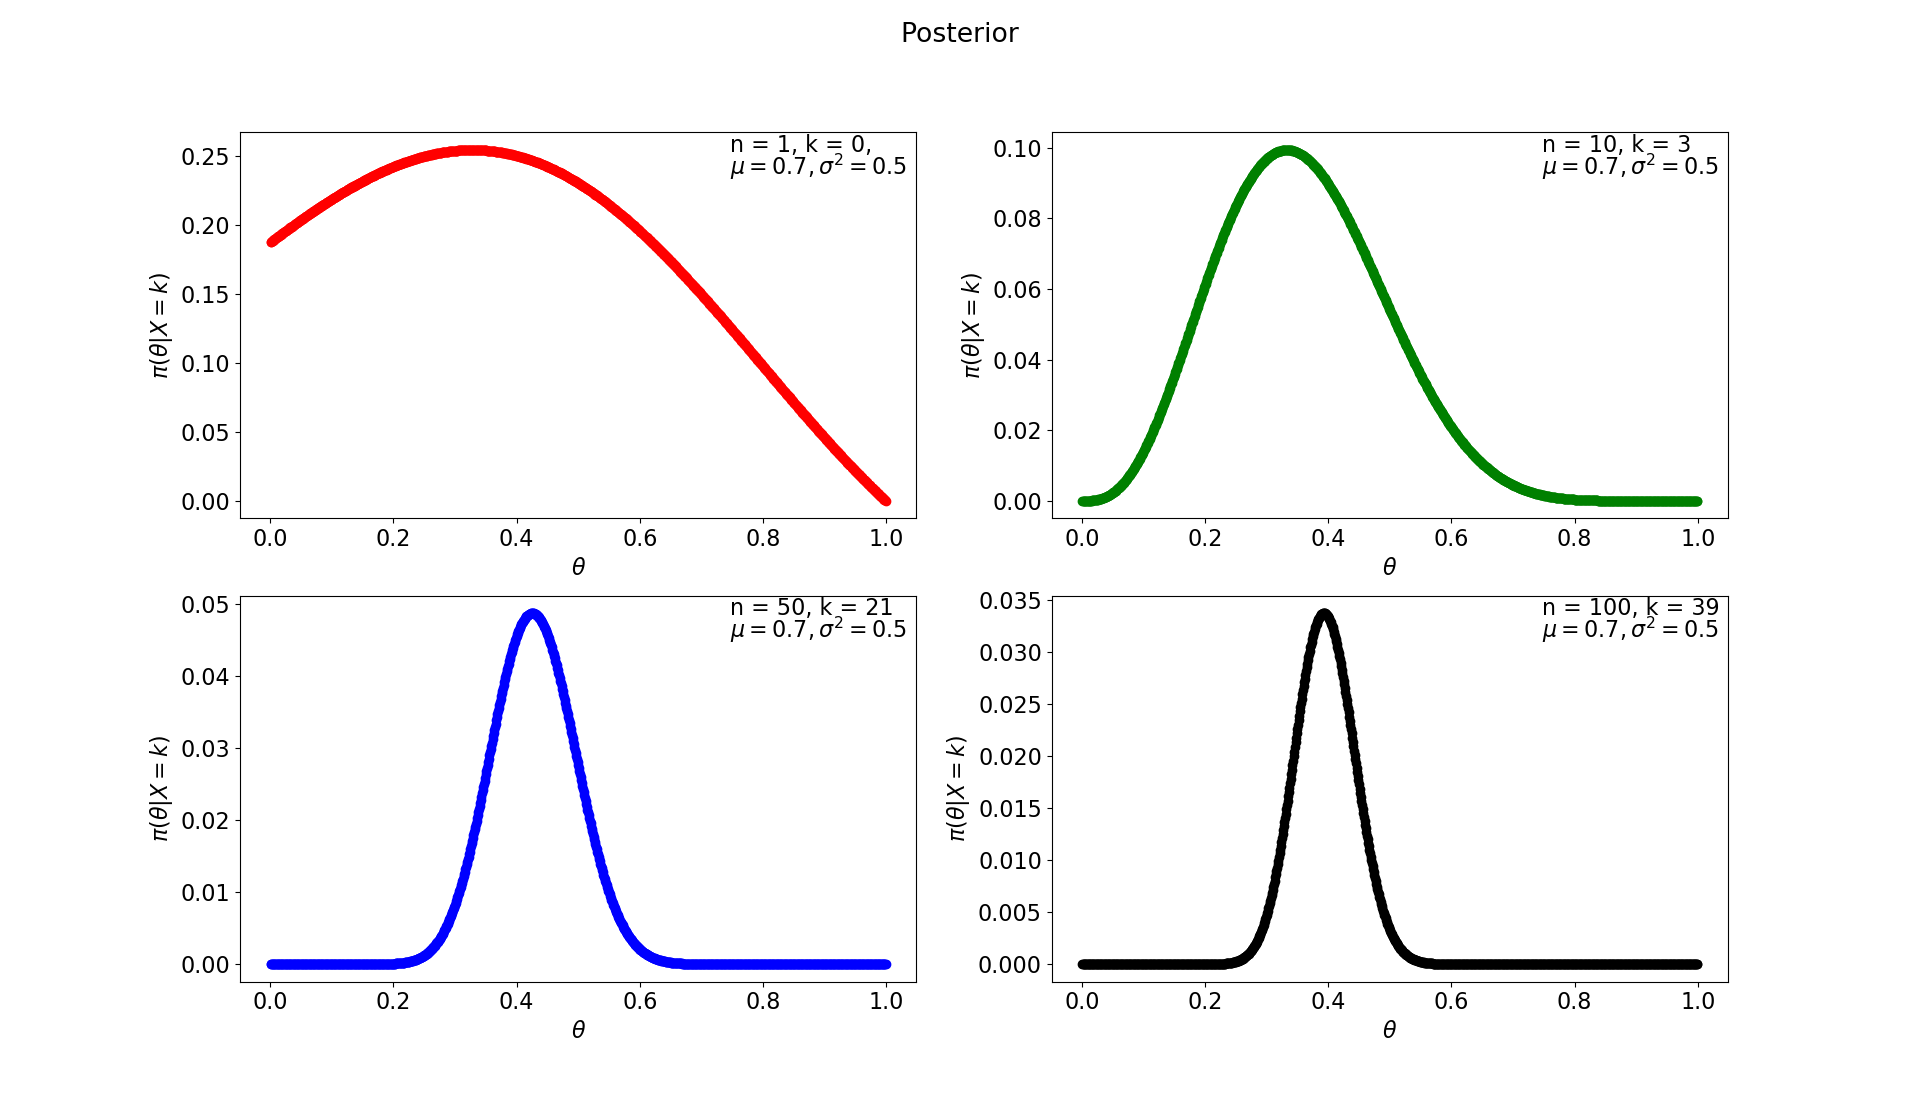 Posterior
n = 1, k = 0,
μ = 0.7, σ² = 0.5
π(θ|X = k)
0.25
0.20
0.15
0.10
0.05
0.00
0.0 0.2 0.4 0.6 0.8 1.0
θ
n = 10, k = 3
μ = 0.7, σ² = 0.5
π(θ|X = k)
0.10
0.08
0.06
0.04
0.02
0.00
0.0 0.2 0.4 0.6 0.8 1.0
θ
n = 50, k = 21
μ = 0.7, σ² = 0.5
π(θ|X = k)
0.05
0.04
0.03
0.02
0.01
0.00
0.0 0.2 0.4 0.6 0.8 1.0
θ
n = 100, k = 39
μ = 0.7, σ² = 0.5
π(θ|X = k)
0.035
0.030
0.025
0.020
0.015
0.010
0.005
0.000
0.0 0.2 0.4 0.6 0.8 1.0
θ